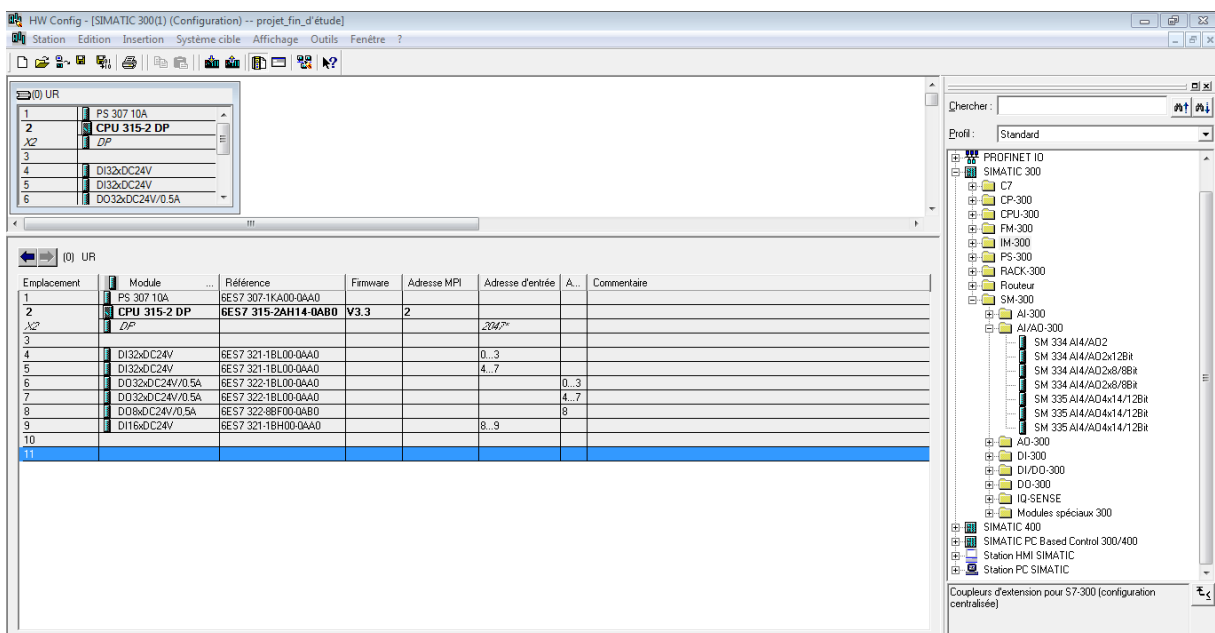 HW Config - [SIMATIC 300(1) (Configuration) -- projet_fin_d'étude]
Station Edition Insertion Système cible Affichage Outils Fenêtre ?
(0) UR
1 PS 307 10A
2 CPU 315-2 DP
X2 DP
3
4 DI32xDC24V
5 DI32xDC24V
6 DO32xDC24V/0.5A
(0) UR
Emplacement Module ... Référence Firmware Adresse MPI Adresse d'entrée A... Commentaire
1 PS 307 10A 6ES7 307-1KA00-0AA0
2 CPU 315-2 DP 6ES7 315-2AH14-0AB0 V3.3 2
X2 DP 2047*
3
4 DI32xDC24V 6ES7 321-1BL00-0AA0 0...3
5 DI32xDC24V 6ES7 321-1BL00-0AA0 4...7
6 DO32xDC24V/0.5A 6ES7 322-1BL00-0AA0 0...3
7 DO32xDC24V/0.5A 6ES7 322-1BL00-0AA0 4...7
8 DO8xDC24V/0,5A 6ES7 322-8BF00-0AB0 8
9 DI16xDC24V 6ES7 321-1BH00-0AA0 8...9
10
11
Chercher :
Profil : Standard
PROFINET IO
SIMATIC 300
C7
CP-300
CPU-300
FM-300
IM-300
PS-300
RACK-300
Routeur
SM-300
AI-300
AI/AO-300
SM 334 AI4/AO2
SM 334 AI4/AO2x12Bit
SM 334 AI4/AO2x8/8Bit
SM 334 AI4/AO2x8/8Bit
SM 335 AI4/AO4x14/12Bit
SM 335 AI4/AO4x14/12Bit
SM 335 AI4/AO4x14/12Bit
AO-300
DI-300
DI/DO-300
DO-300
IQ-SENSE
Modules spéciaux 300
SIMATIC 400
SIMATIC PC Based Control 300/400
Station HMI SIMATIC
Station PC SIMATIC
Coupleurs d'extension pour S7-300 (configuration
centralisée)